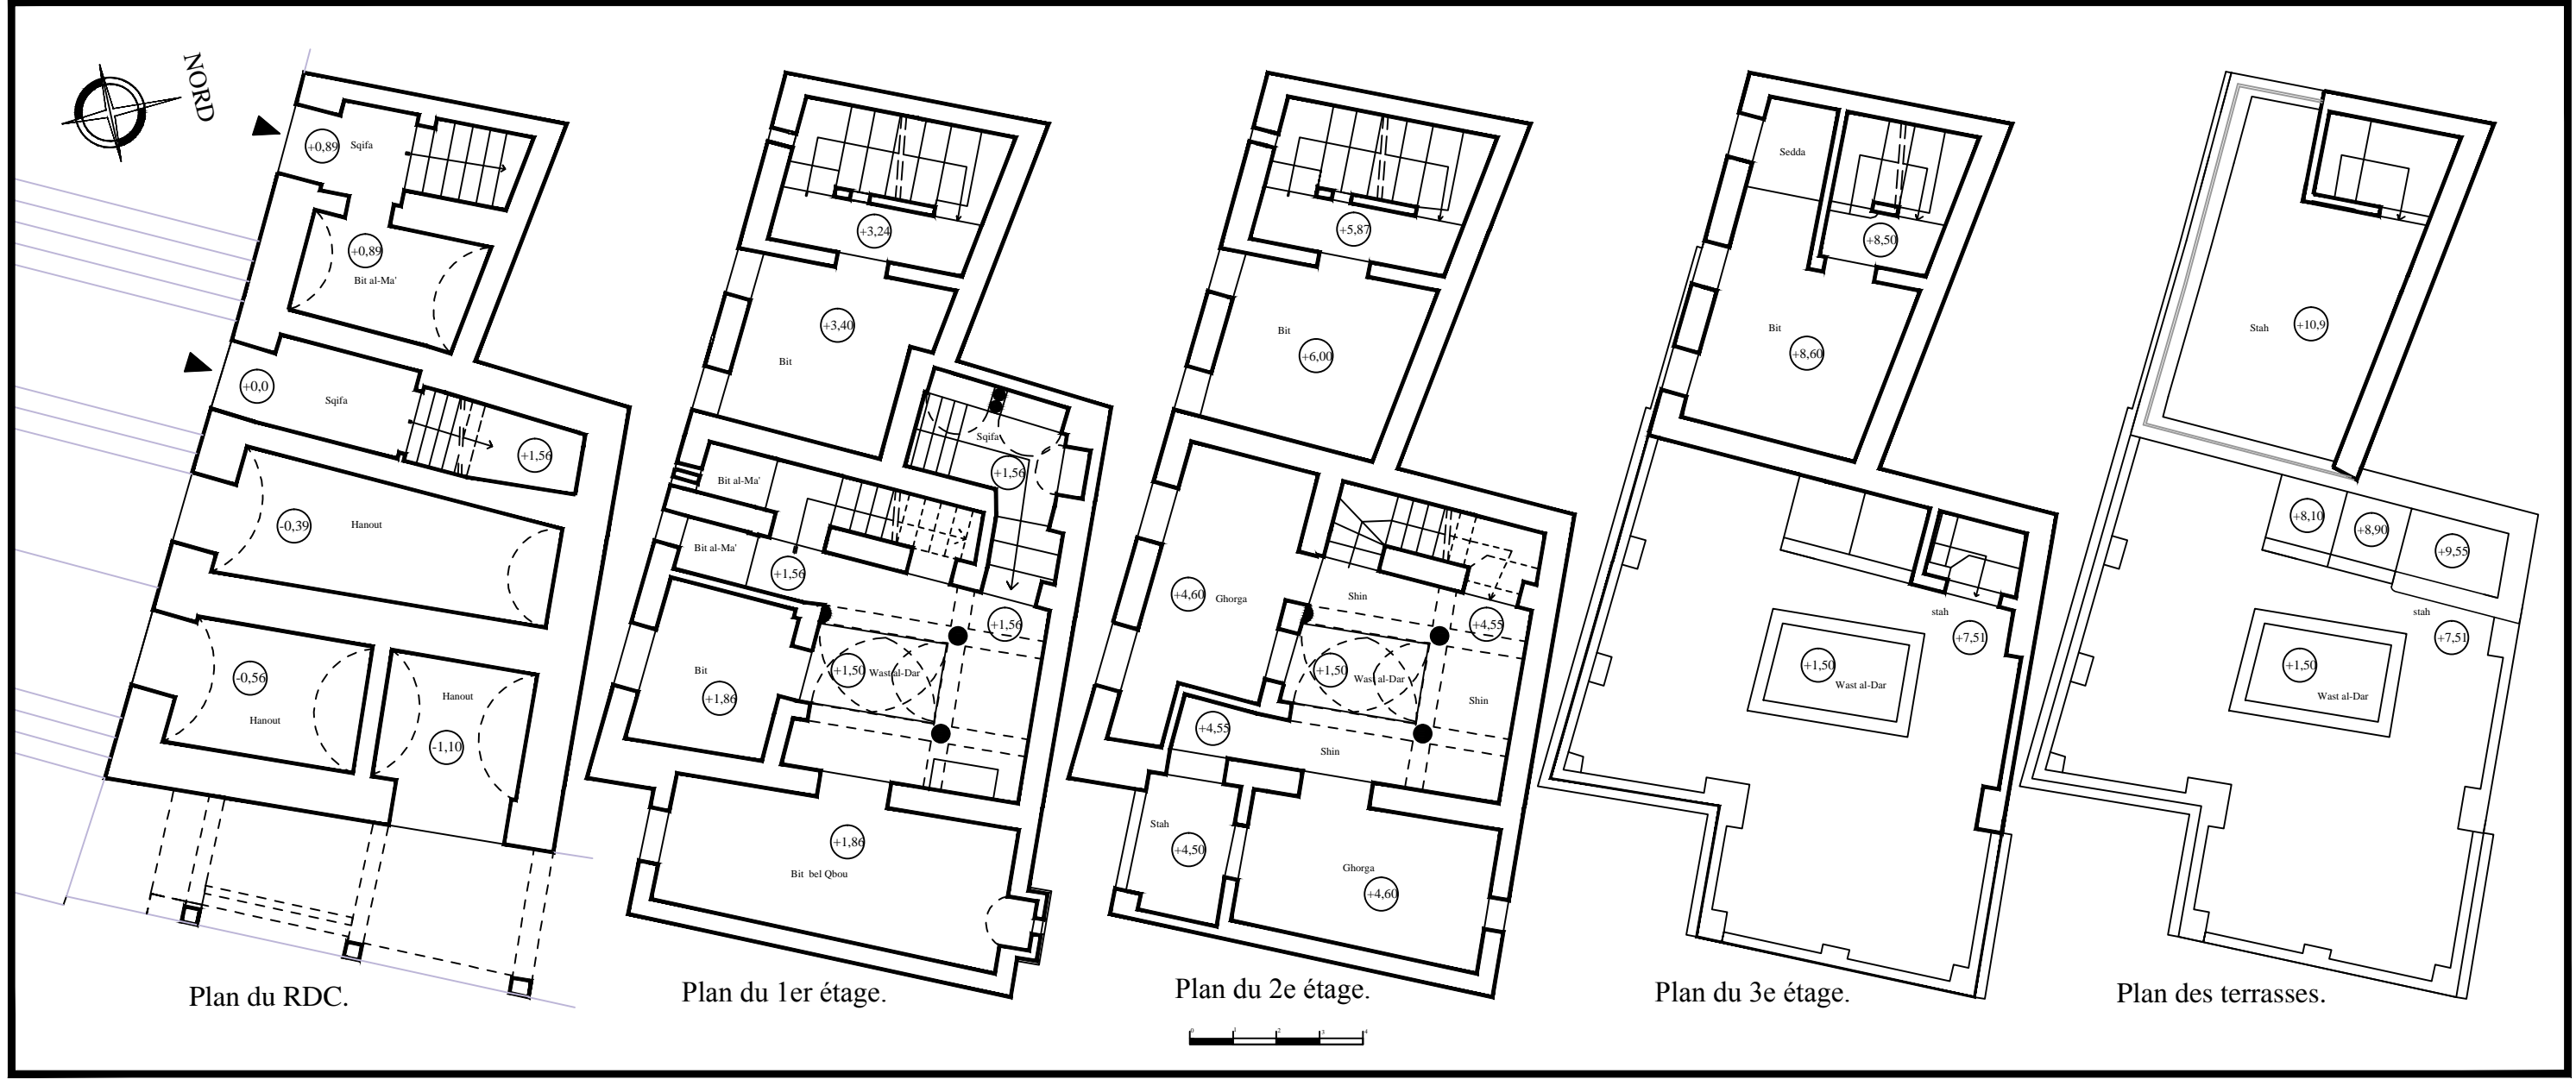 NORD
+0,89
Sqifa
+0,89
Bit al-Ma'
+0,0
Sqifa
+1,56
-0,39
Hanout
-0,56
Hanout
Hanout
-1,10
Plan du RDC.
+3,24
+3,40
Bit
Sqifa
+1,56
Bit al-Ma'
Bit al-Ma'
+1,56
+1,56
Bit
+1,86
+1,50
Wast al-Dar
+1,86
Bit bel Qbou
Plan du 1er étage.
+5,87
Bit
+6,00
+4,60
Ghorga
Shin
+4,55
+1,50
Wast al-Dar
Shin
+4,55
Shin
Stah
+4,50
Ghorga
+4,60
Plan du 2e étage.
0 1 2 3 4
Sedda
+8,50
Bit
+8,60
stah
+7,51
+1,50
Wast al-Dar
Plan du 3e étage.
Stah
+10,9
+8,10
+8,90
+9,55
stah
+7,51
+1,50
Wast al-Dar
Plan des terrasses.